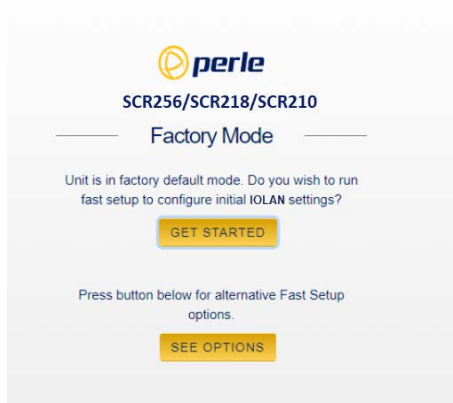 perle
SCR256/SCR218/SCR210
Factory Mode
Unit is in factory default mode. Do you wish to run
fast setup to configure initial IOLAN settings?
GET STARTED
Press button below for alternative Fast Setup
options.
SEE OPTIONS